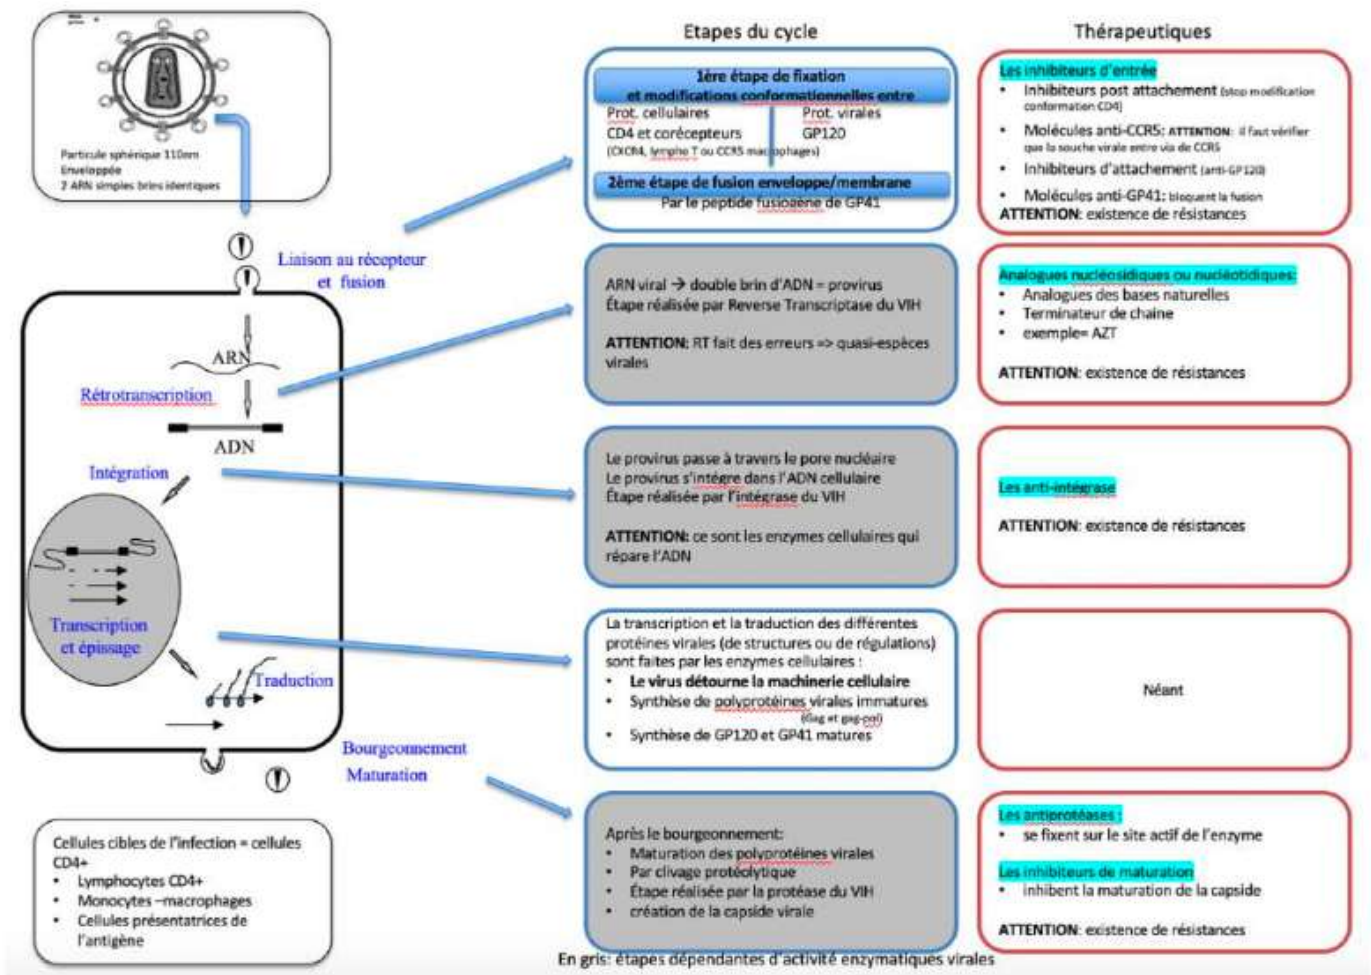 Particule sphérique 110nm
Enveloppée
2 ARN simples brins identiques
Liaison au récepteur
et fusion
ARN
Rétrotranscription
ADN
Intégration
Transcription
et épissage
Traduction
Bourgeonnement
Maturation
Cellules cibles de l'infection = cellules
CD4+
• Lymphocytes CD4+
• Monocytes –macrophages
• Cellules présentatrices de
l'antigène
Etapes du cycle
1ère étape de fixation
et modifications conformationnelles entre
Prot. cellulaires
CD4 et corécepteurs
(CXCR4, lympho T ou CCR5 macrophages)
Prot. virales
GP120
2ème étape de fusion enveloppe/membrane
Par le peptide fusiogène de GP41
ARN viral → double brin d'ADN = provirus
Étape réalisée par Reverse Transcriptase du VIH
ATTENTION: RT fait des erreurs => quasi-espèces
virales
Le provirus passe à travers le pore nucléaire
Le provirus s'intégre dans l'ADN cellulaire
Étape réalisée par l'intégrase du VIH
ATTENTION: ce sont les enzymes cellulaires qui
répare l'ADN
La transcription et la traduction des différentes
protéines virales (de structures ou de régulations)
sont faites par les enzymes cellulaires :
• Le virus détourne la machinerie cellulaire
• Synthèse de polyprotéines virales immatures
(Gag et gag-pol)
• Synthèse de GP120 et GP41 matures
Après le bourgeonnement:
• Maturation des polyprotéines virales
• Par clivage protéolytique
• Étape réalisée par la protéase du VIH
• création de la capside virale
En gris: étapes dépendantes d'activité enzymatiques virales
Thérapeutiques
Les inhibiteurs d'entrée
• Inhibiteurs post attachement (stop modification
conformation CD4)
• Molécules anti-CCR5: ATTENTION: il faut vérifier
que la souche virale entre via de CCR5
• Inhibiteurs d'attachement (anti-GP120)
• Molécules anti-GP41: bloquent la fusion
ATTENTION: existence de résistances
Analogues nucléosidiques ou nucléotidiques:
• Analogues des bases naturelles
• Terminateur de chaine
• exemple= AZT
ATTENTION: existence de résistances
Les anti-intégrase
ATTENTION: existence de résistances
Néant
Les antiprotéases :
• se fixent sur le site actif de l'enzyme
Les inhibiteurs de maturation
• inhibent la maturation de la capside
ATTENTION: existence de résistances